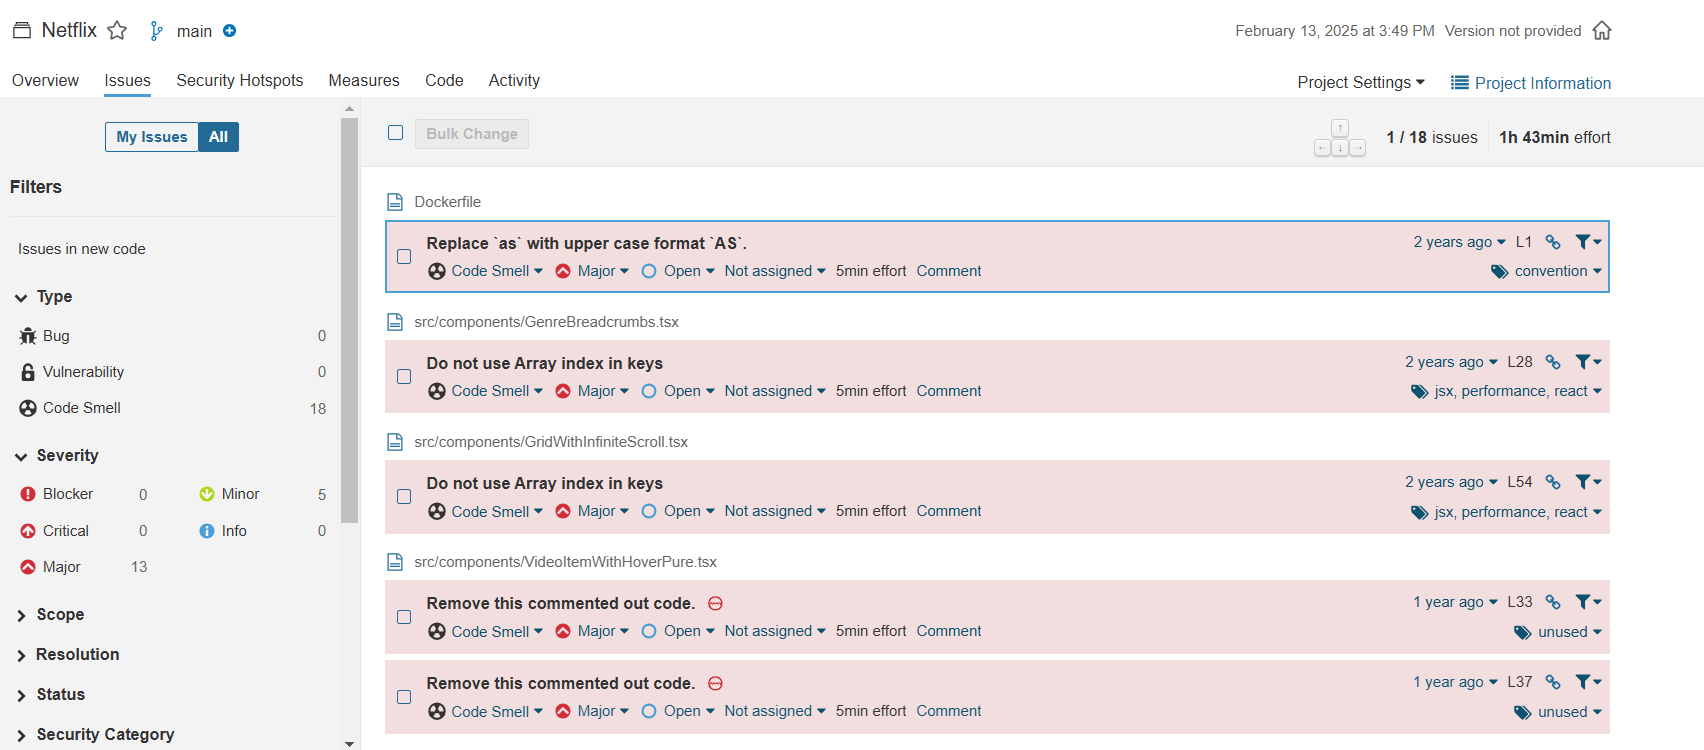 Netflix main
February 13, 2025 at 3:49 PM Version not provided
Overview Issues Security Hotspots Measures Code Activity
Project Settings Project Information
My Issues All
Bulk Change
1 / 18 issues 1h 43min effort
Filters
Issues in new code
Type
Bug 0
Vulnerability 0
Code Smell 18
Severity
Blocker 0 Minor 5
Critical 0 Info 0
Major 13
Scope
Resolution
Status
Security Category
Dockerfile
Replace `as` with upper case format `AS`. 2 years ago L1
Code Smell Major Open Not assigned 5min effort Comment convention
src/components/GenreBreadcrumbs.tsx
Do not use Array index in keys 2 years ago L28
Code Smell Major Open Not assigned 5min effort Comment jsx, performance, react
src/components/GridWithInfiniteScroll.tsx
Do not use Array index in keys 2 years ago L54
Code Smell Major Open Not assigned 5min effort Comment jsx, performance, react
src/components/VideoItemWithHoverPure.tsx
Remove this commented out code. 1 year ago L33
Code Smell Major Open Not assigned 5min effort Comment unused
Remove this commented out code. 1 year ago L37
Code Smell Major Open Not assigned 5min effort Comment unused